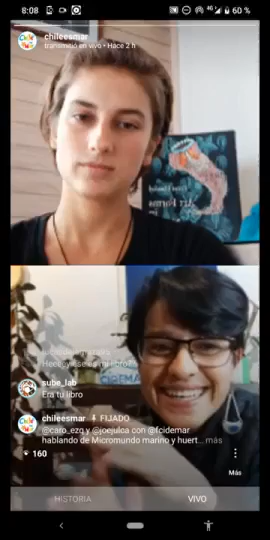 8:08
4G
60 %
chileesmar
transmitió en vivo • Hace 2 h
sube_lab
Era tu libro
chileesmar FIJADO
@caro_ezq y @joejulca con @fcidemar
hablando de Micromundo marino y huert... más
160
Más
HISTORIA
VIVO